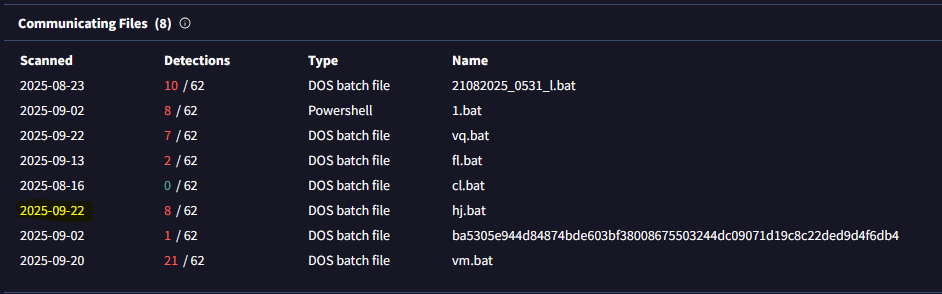 Communicating Files (8)
Scanned Detections Type Name
2025-08-23 10 / 62 DOS batch file 21082025_0531_l.bat
2025-09-02 8 / 62 Powershell 1.bat
2025-09-22 7 / 62 DOS batch file vq.bat
2025-09-13 2 / 62 DOS batch file fl.bat
2025-08-16 0 / 62 DOS batch file cl.bat
2025-09-22 8 / 62 DOS batch file hj.bat
2025-09-02 1 / 62 DOS batch file ba5305e944d84874bde603bf38008675503244dc09071d19c8c22ded9d4f6db4
2025-09-20 21 / 62 DOS batch file vm.bat